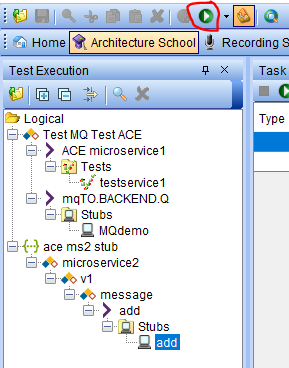 Home Architecture School Recording S
Test Execution
Task
Type
Logical
Test MQ Test ACE
ACE microservice1
Tests
testservice1
mqTO.BACKEND.Q
Stubs
MQdemo
ace ms2 stub
microservice2
v1
message
add
Stubs
add